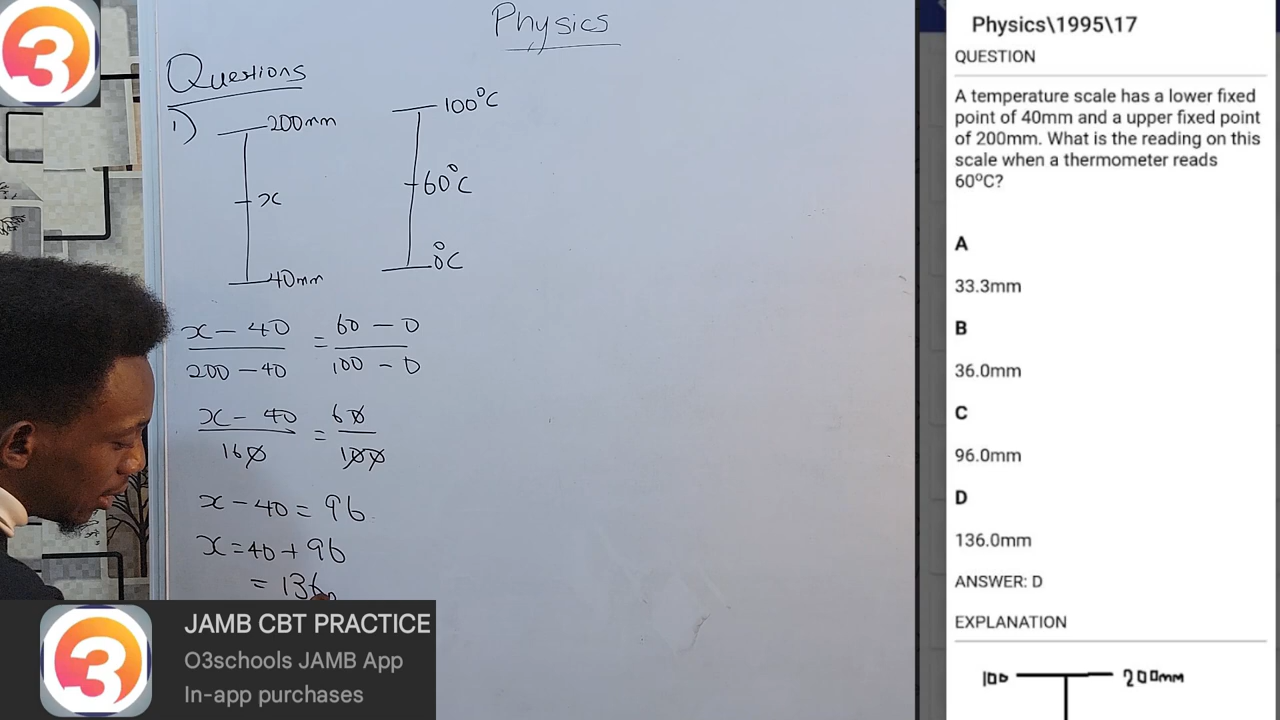 Physics
Questions
1)
200mm
x
40mm
100°C
60°C
0°C
x - 40 = 60 - 0
200 - 40 100 - 0
x - 40 = 60
160 100
x - 40 = 96
x = 40 + 96
= 136
3
JAMB CBT PRACTICE
O3schools JAMB App
In-app purchases
Physics\1995\17
QUESTION
A temperature scale has a lower fixed
point of 40mm and a upper fixed point
of 200mm. What is the reading on this
scale when a thermometer reads
60°C?
A
33.3mm
B
36.0mm
C
96.0mm
D
136.0mm
ANSWER: D
EXPLANATION
100 200mm